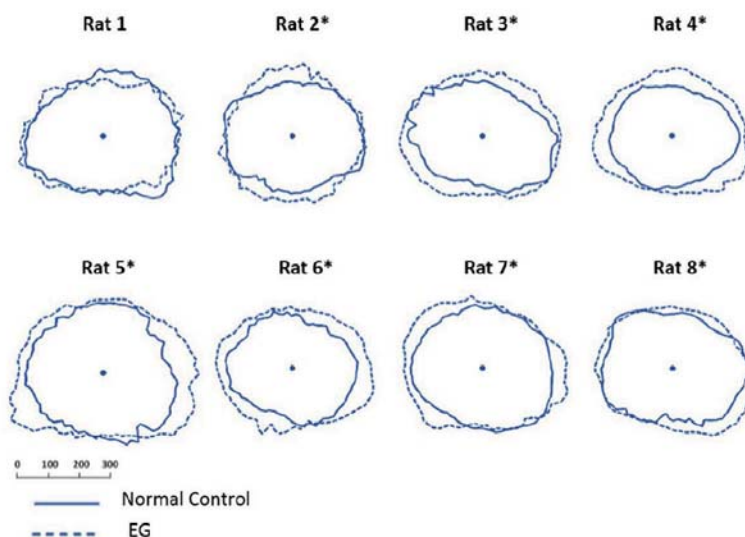 Rat 1 Rat 2* Rat 3* Rat 4*
Rat 5* Rat 6* Rat 7* Rat 8*
0 100 200 300
Normal Control
EG